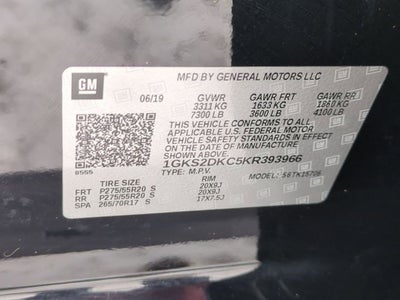 GM
MFD BY GENERAL MOTORS LLC
06/19 GVWR GAWR FRT GAWR RR
3311 KG 1633 KG 1860 KG
7300 LB 3600 LB 4100 LB
THIS VEHICLE CONFORMS TO ALL
APPLICABLE U.S. FEDERAL MOTOR
VEHICLE SAFETY STANDARDS IN EFFECT
ON THE DATE OF MANUFACTURE SHOWN ABOVE
1GKS2DKC5KR393966
TYPE: M.P.V. MODEL:
TIRE SIZE RIM
FRT P275/55R20 S 20X9J
RR P275/55R20 S 20X9J
SPA 265/70R17 S 17X7.5J